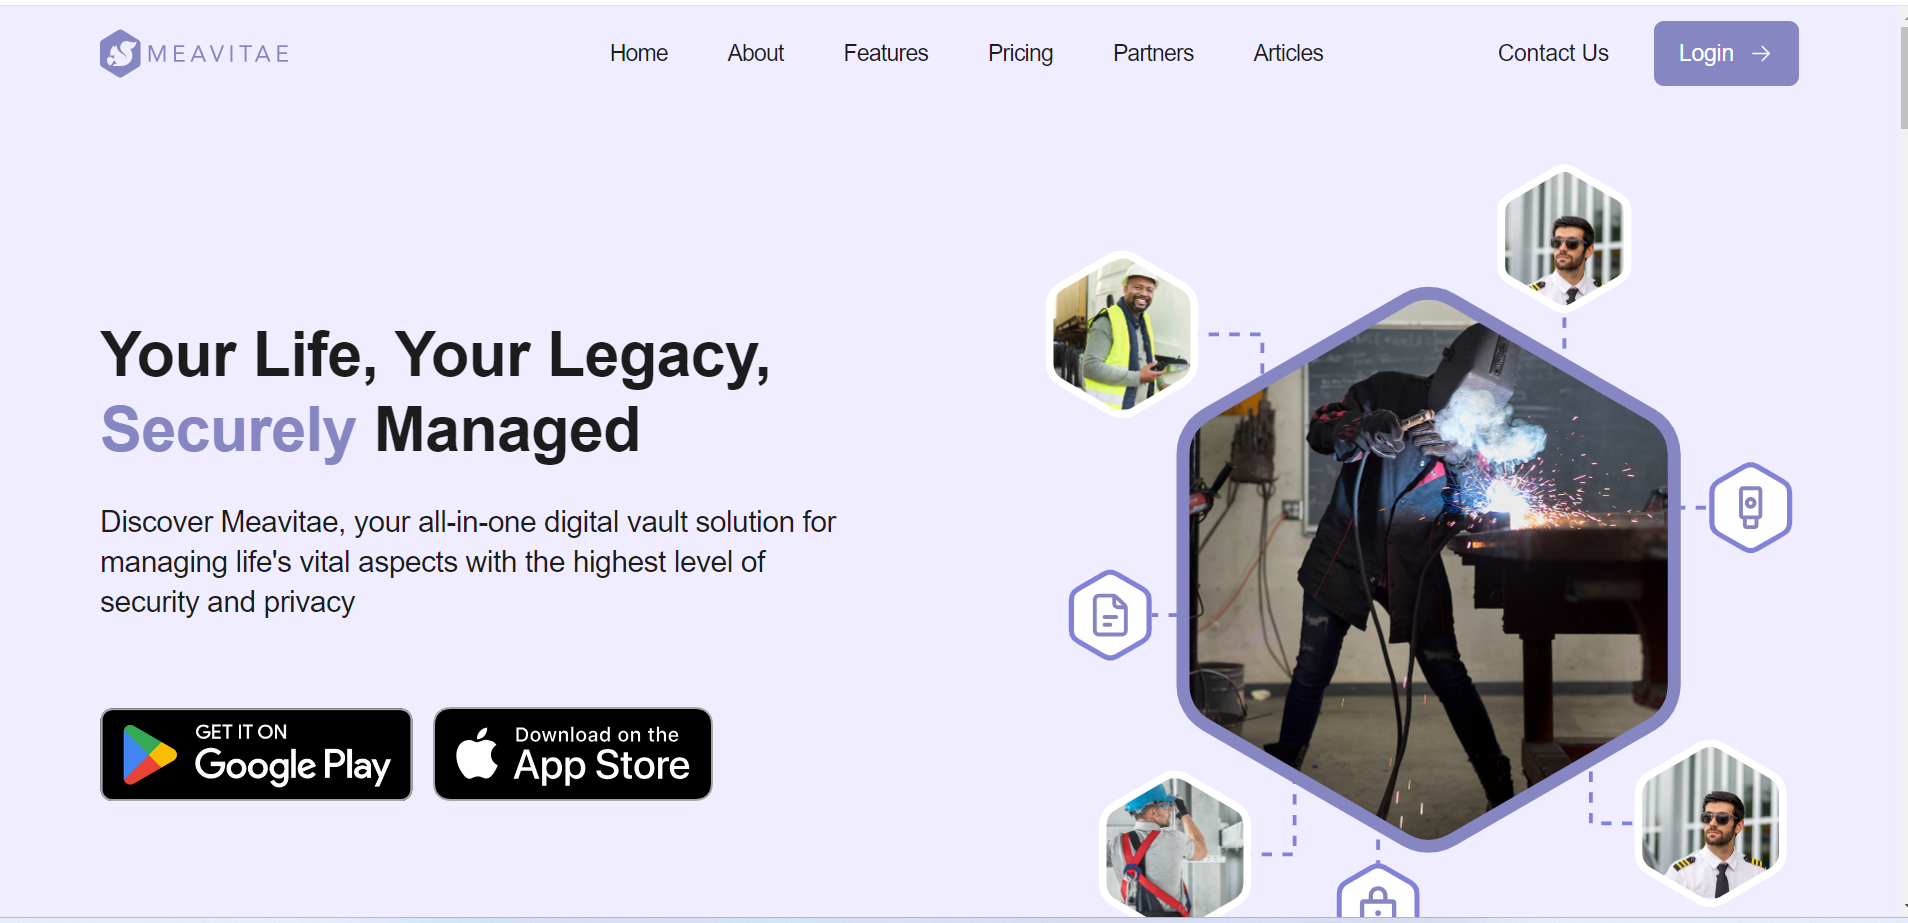 MEAVITAE
Home
About
Features
Pricing
Partners
Articles
Contact Us
Login
Your Life, Your Legacy,
Securely Managed
Discover Meavitae, your all-in-one digital vault solution for
managing life's vital aspects with the highest level of
security and privacy
GET IT ON
Google Play
Download on the
App Store